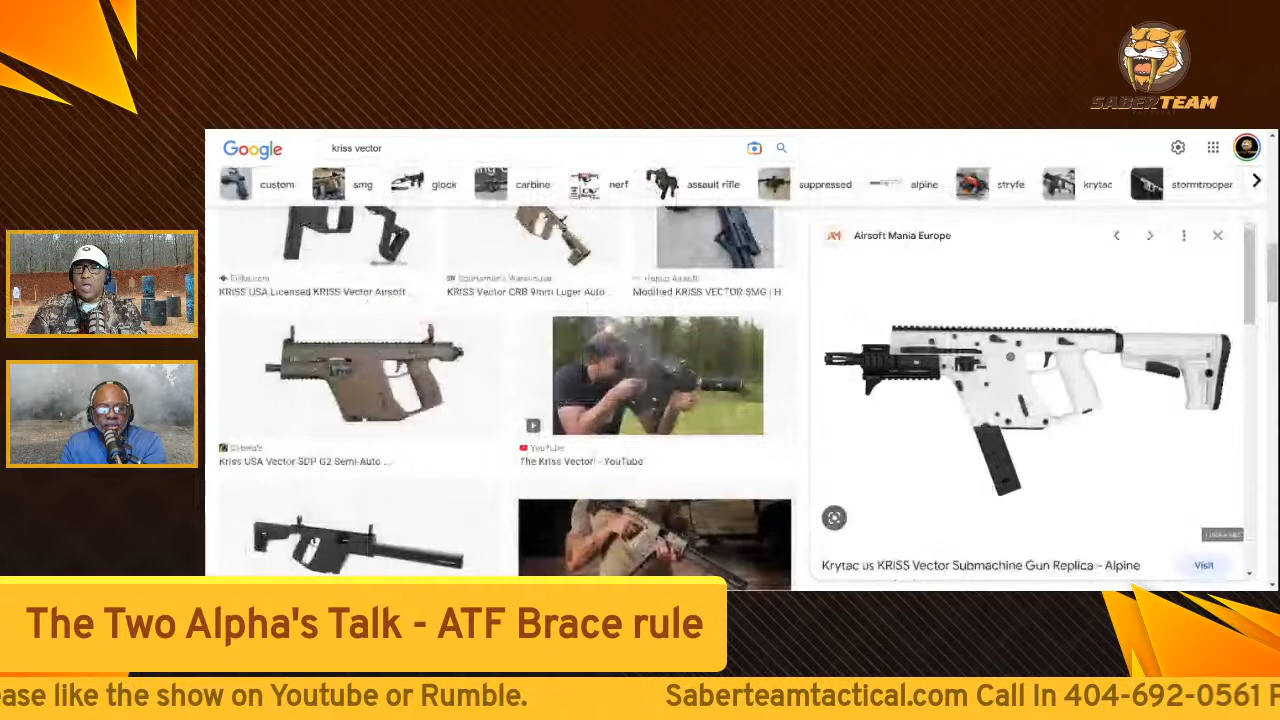 SABERTEAM
Google
kriss vector
custom
smg
glock
carbine
nerf
assault rifle
suppressed
alpine
stryfe
krytac
stormtrooper
Airsoft Mania Europe
Sportsman's Warehouse
KRISS USA Licensed KRISS Vector Airsoft ...
KRISS Vector CRB 9mm Luger Auto
Modified KRISS VECTOR SMG | H
YouTube
Kriss USA Vector SDP G2 Semi-Auto ...
The Kriss Vector! - YouTube
Krytac us KRISS Vector Submachine Gun Replica – Alpine
Visit
The Two Alpha's Talk - ATF Brace rule
ease like the show on Youtube or Rumble.
Saberteamtactical.com Call In 404-692-0561 P